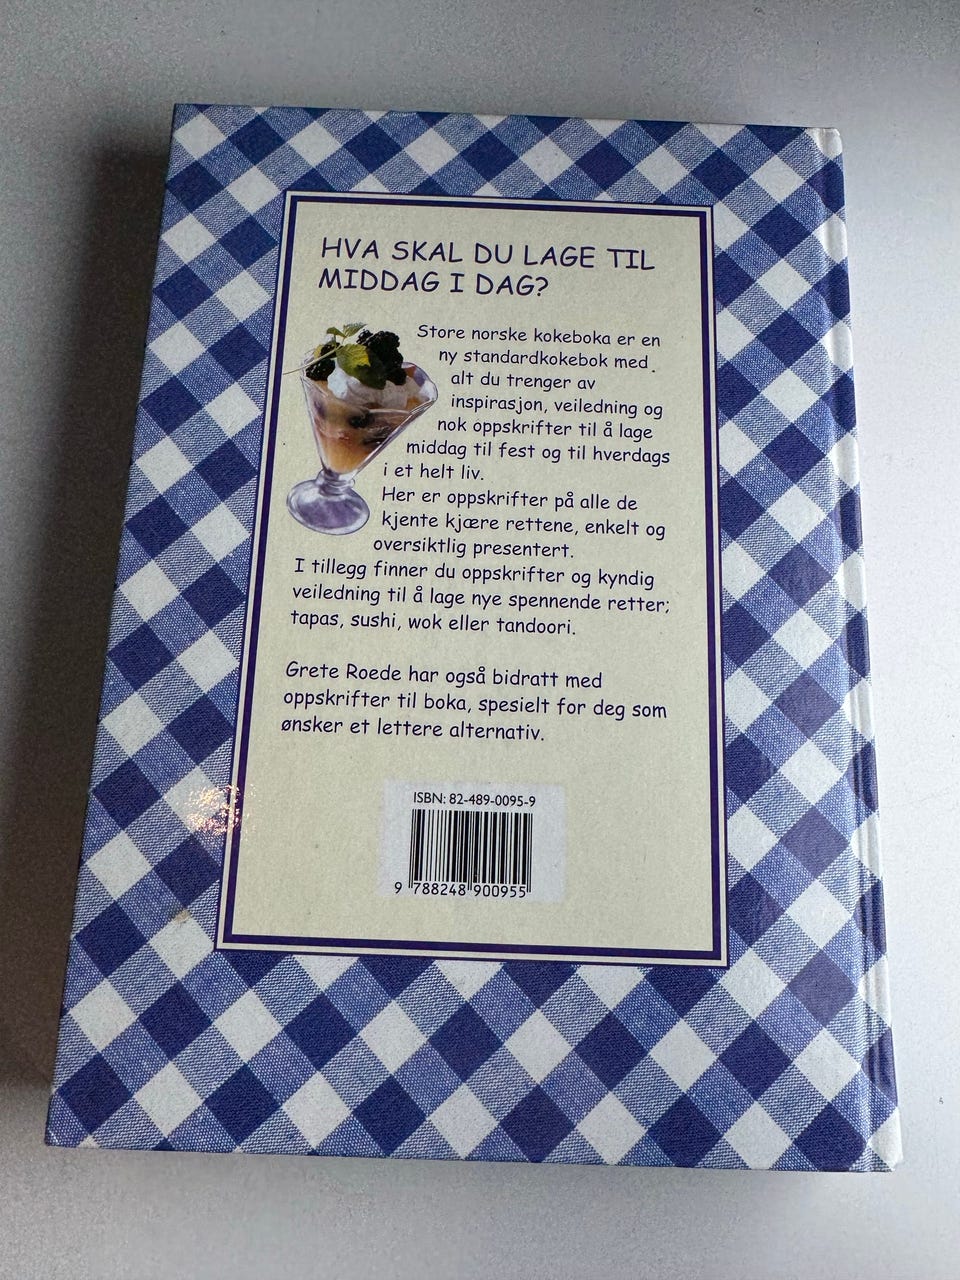 HVA SKAL DU LAGE TIL
MIDDAG I DAG?
Store norske kokeboka er en
ny standardkokebok med
alt du trenger av
inspirasjon, veiledning og
nok oppskrifter til å lage
middag til fest og til hverdags
i et helt liv.
Her er oppskrifter på alle de
kjente kjære rettene, enkelt og
oversiktlig presentert.
I tillegg finner du oppskrifter og kyndig
veiledning til å lage nye spennende retter;
tapas, sushi, wok eller tandoori.
Grete Roede har også bidratt med
oppskrifter til boka, spesielt for deg som
ønsker et lettere alternativ.
ISBN: 82-489-0095-9
9 788248 900955